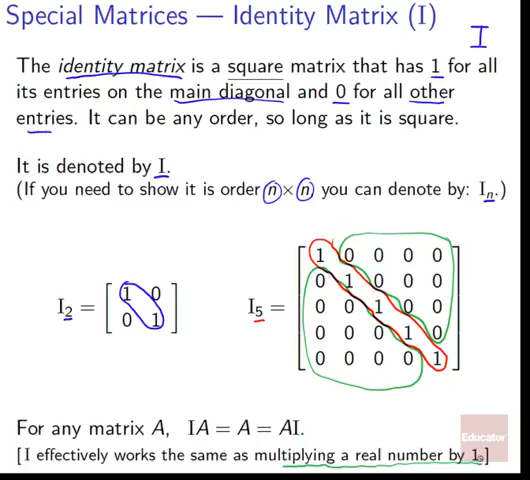 Special Matrices — Identity Matrix (I)
I
The identity matrix is a square matrix that has 1 for all
its entries on the main diagonal and 0 for all other
entries. It can be any order, so long as it is square.
It is denoted by I.
(If you need to show it is order n × n you can denote by: Iₙ.)
I₂ = [ 1 0
0 1 ]
I₅ = [ 1 0 0 0 0
0 1 0 0 0
0 0 1 0 0
0 0 0 1 0
0 0 0 0 1 ]
For any matrix A, IA = A = AI.
[I effectively works the same as multiplying a real number by 1.]
Educator